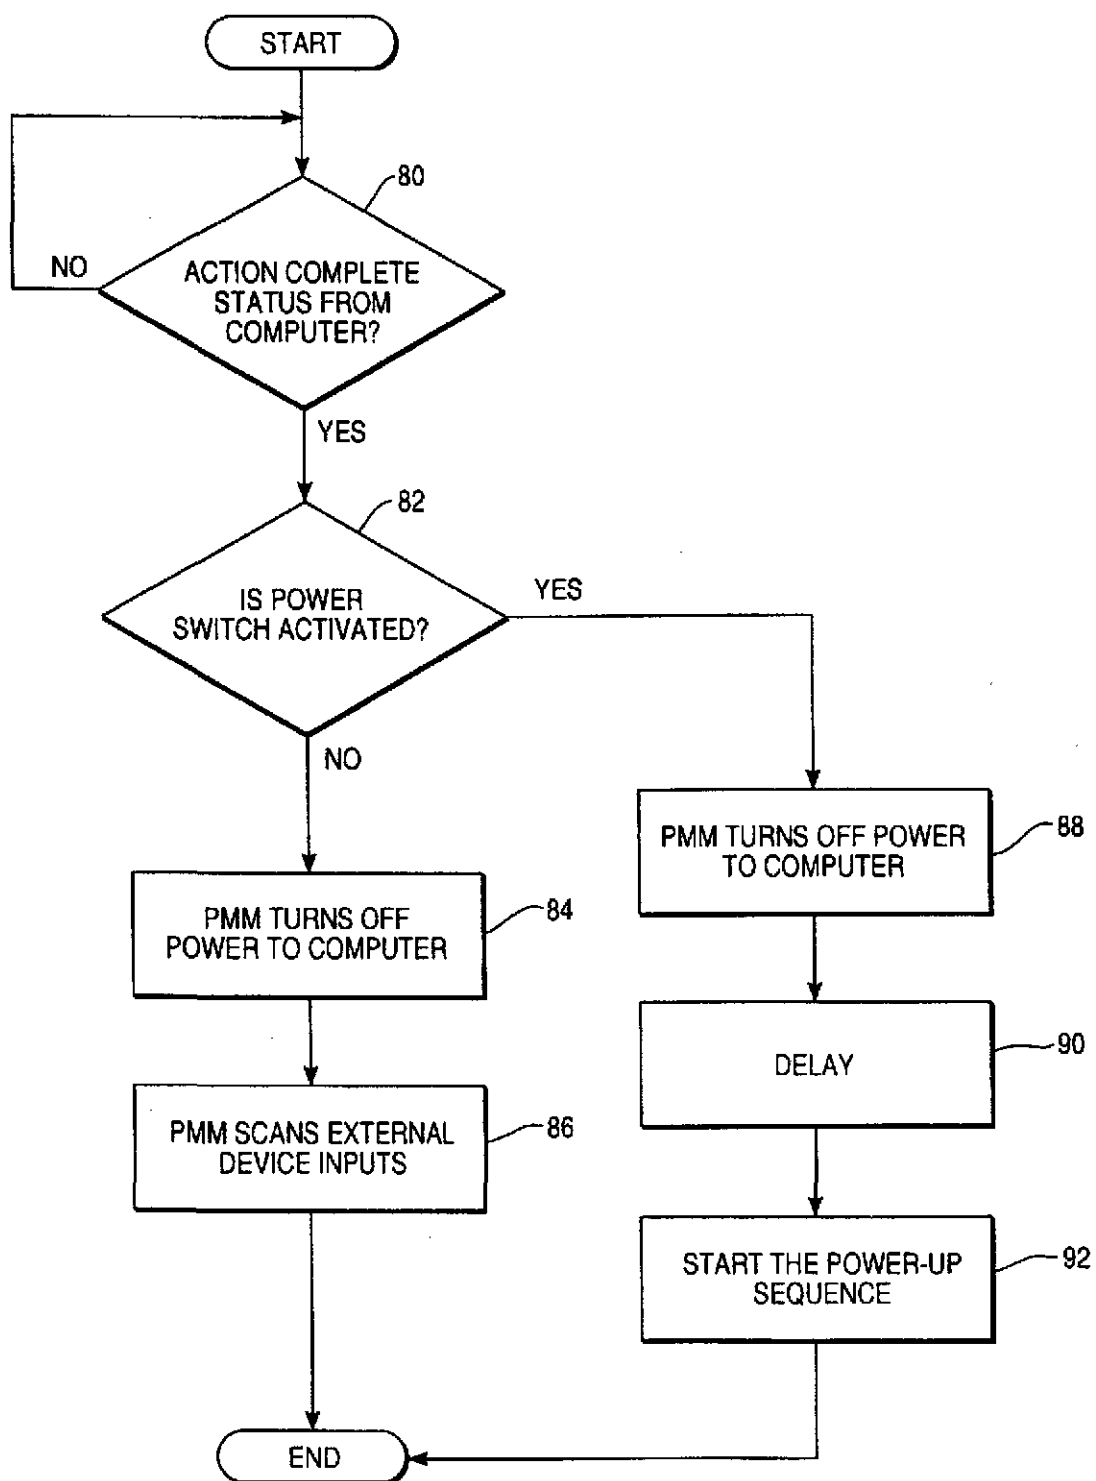 START
80
ACTION COMPLETE
STATUS FROM
COMPUTER?
NO
YES
82
IS POWER
SWITCH ACTIVATED?
YES
NO
88
PMM TURNS OFF POWER
TO COMPUTER
84
PMM TURNS OFF
POWER TO COMPUTER
90
DELAY
86
PMM SCANS EXTERNAL
DEVICE INPUTS
92
START THE POWER-UP
SEQUENCE
END